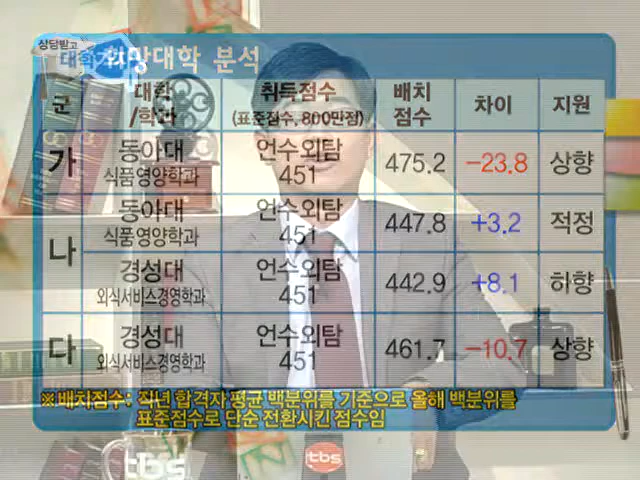 상담받고
대학가자
희망대학 분석
군 대학/학과 취득점수 (표준점수, 800만점) 배치점수 차이 지원
가 동아대 식품영양학과 언수외탐 451 475.2 -23.8 상향
나 동아대 식품영양학과 언수외탐 451 447.8 +3.2 적정
경성대 외식서비스경영학과 언수외탐 451 442.9 +8.1 하향
다 경성대 외식서비스경영학과 언수외탐 451 461.7 -10.7 상향
※배치점수 : 작년 합격자 평균 백분위를 기준으로 올해 백분위를
표준점수로 단순 전환시킨 점수임
tbs
tbs